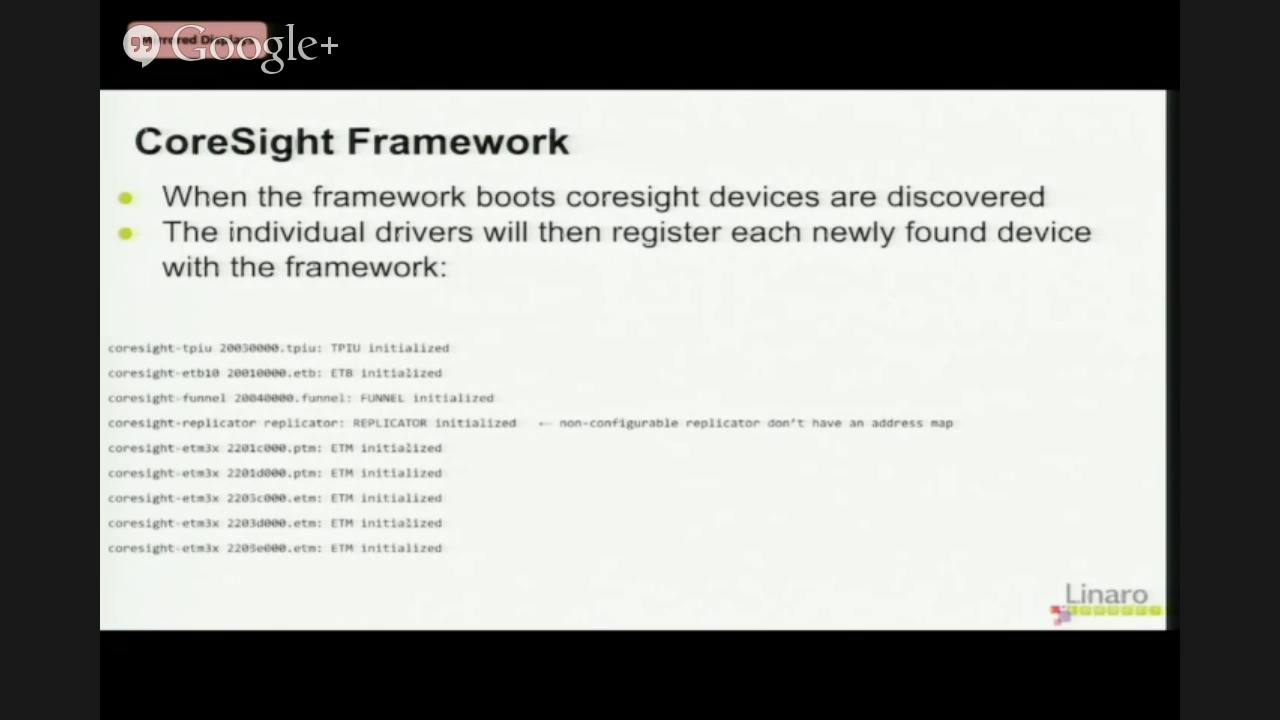 Mirrored Displays
Google+
CoreSight Framework
When the framework boots coresight devices are discovered
The individual drivers will then register each newly found device
with the framework:
coresight-tpiu 20030000.tpiu: TPIU initialized
coresight-etb10 20010000.etb: ETB initialized
coresight-funnel 20040000.funnel: FUNNEL initialized
coresight-replicator replicator: REPLICATOR initialized ← non-configurable replicator don't have an address map
coresight-etm3x 2201c000.ptm: ETM initialized
coresight-etm3x 2201d000.ptm: ETM initialized
coresight-etm3x 2203c000.etm: ETM initialized
coresight-etm3x 2203d000.etm: ETM initialized
coresight-etm3x 2203e000.etm: ETM initialized
Linaro